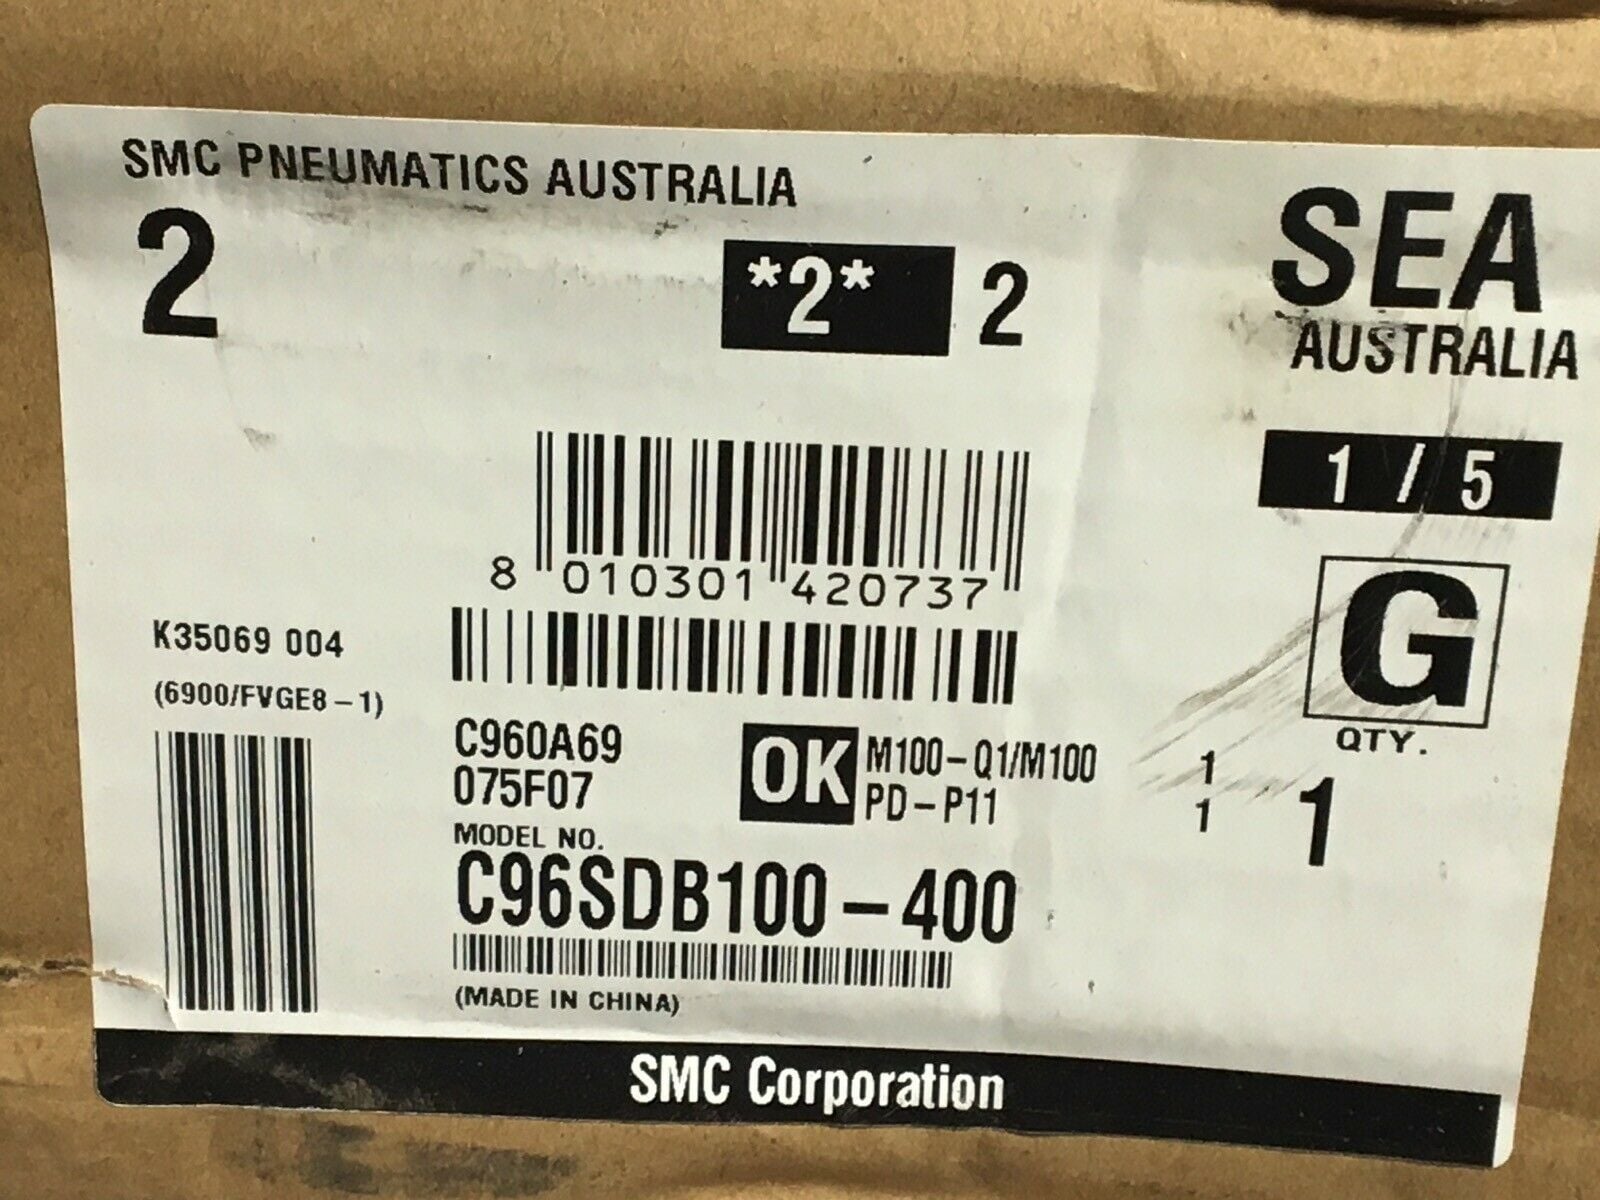 SMC PNEUMATICS AUSTRALIA
2
*2* 2
SEA
AUSTRALIA
1 / 5
8 010301 420737
G
K35069 004
(6900/FVGE8-1)
QTY.
C960A69
075F07
OK
M100-Q1/M100 1
PD-P11 1
1
MODEL NO.
C96SDB100-400
(MADE IN CHINA)
SMC Corporation